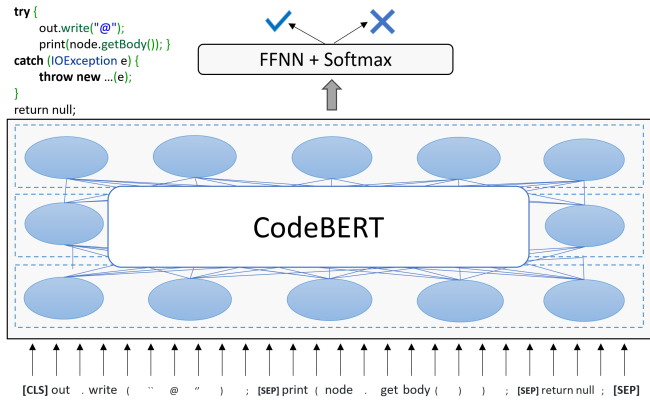 try {
out.write("@");
print(node.getBody()); }
catch (IOException e) {
throw new ...(e);
}
return null;
FFNN + Softmax
CodeBERT
[CLS] out . write ( `` @ '' ) ; [SEP] print ( node . get body ( ) ) ; [SEP] return null ; [SEP]